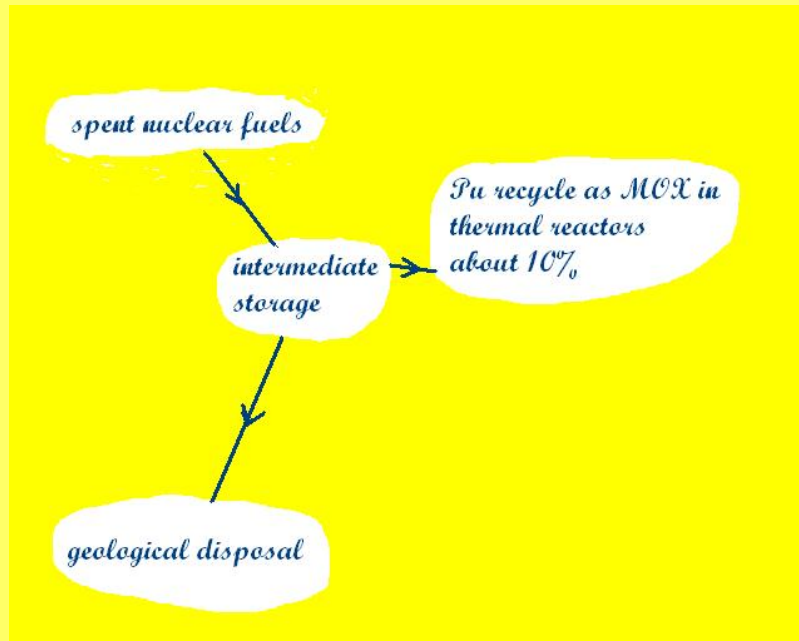 spent nuclear fuels
Pu recycle as MOX in
thermal reactors
about 10%
intermediate
storage
geological disposal